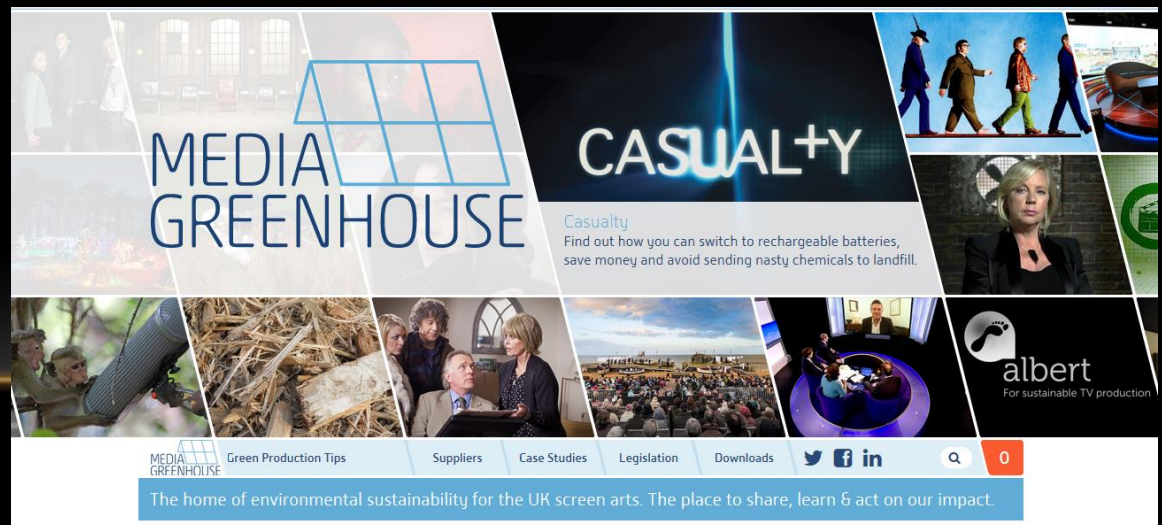 MEDIA
GREENHOUSE
CASUAL+Y
Casualty
Find out how you can switch to rechargeable batteries,
save money and avoid sending nasty chemicals to landfill.
albert
For sustainable TV production
MEDIA
GREENHOUSE
Green Production Tips
Suppliers
Case Studies
Legislation
Downloads
0
The home of environmental sustainability for the UK screen arts. The place to share, learn & act on our impact.